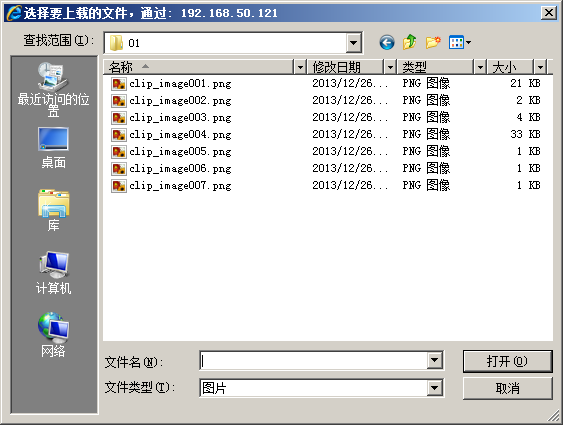 选择要上载的文件，通过: 192.168.50.121
查找范围(I):
01
最近访问的位置
桌面
库
计算机
网络
名称 修改日期 类型 大小
clip_image001.png 2013/12/26... PNG 图像 21 KB
clip_image002.png 2013/12/26... PNG 图像 2 KB
clip_image003.png 2013/12/26... PNG 图像 4 KB
clip_image004.png 2013/12/26... PNG 图像 33 KB
clip_image005.png 2013/12/26... PNG 图像 1 KB
clip_image006.png 2013/12/26... PNG 图像 1 KB
clip_image007.png 2013/12/26... PNG 图像 1 KB
文件名(N): 打开(O)
文件类型(T): 图片 取消